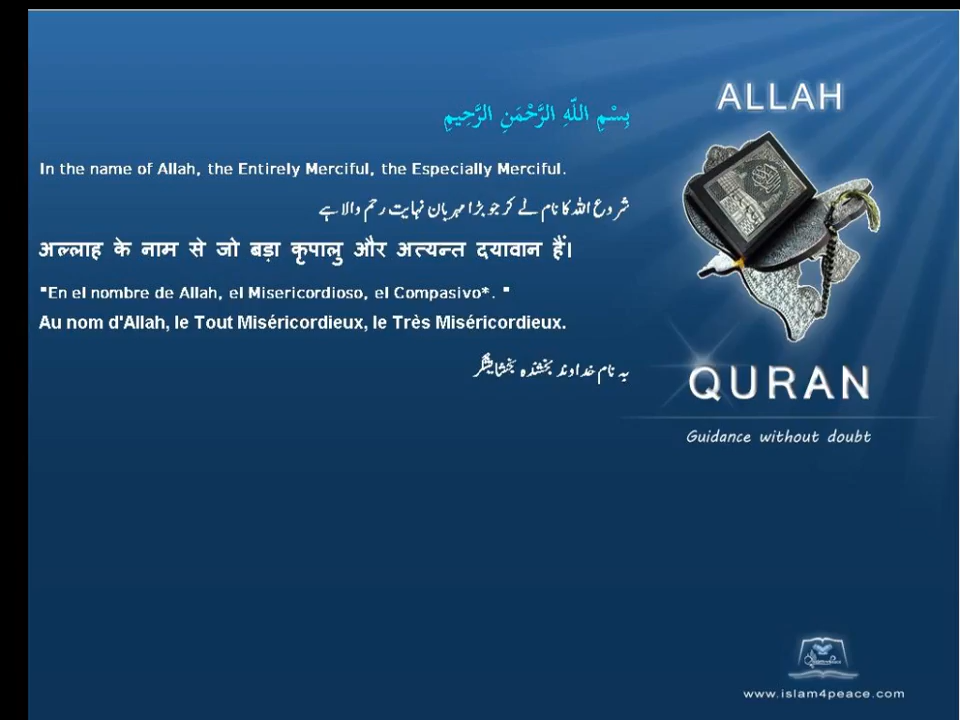 بِسْمِ اللَّهِ الرَّحْمَنِ الرَّحِيمِ
In the name of Allah, the Entirely Merciful, the Especially Merciful.
شروع اللہ کا نام لے کر جو بڑا مہربان نہایت رحم والا ہے
अल्लाह के नाम से जो बड़ा कृपालु और अत्यन्त दयावान हैं।
"En el nombre de Allah, el Misericordioso, el Compasivo*. "
Au nom d'Allah, le Tout Miséricordieux, le Très Miséricordieux.
به نام خداوند بخشنده بخشایشگر
ALLAH
QURAN
Guidance without doubt
www.islam4peace.com